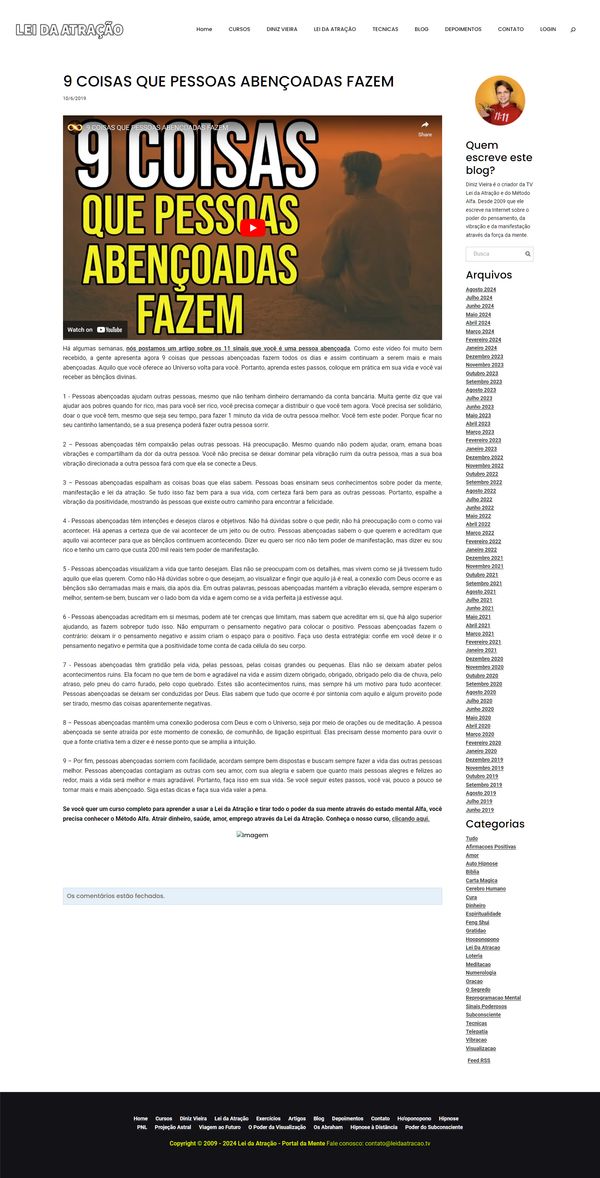 LEI DA ATRAÇÃO
Home CURSOS DINIZ VIEIRA LEI DA ATRAÇÃO TECNICAS BLOG DEPOIMENTOS CONTATO LOGIN
9 COISAS QUE PESSOAS ABENÇOADAS FAZEM
10/6/2019
9 COISAS QUE PESSOAS ABENÇOADAS FAZEM
Share
9 COISAS
QUE PESSOAS
ABENÇOADAS
FAZEM
Watch on YouTube
Há algumas semanas, nós postamos um artigo sobre os 11 sinais que você é uma pessoa abençoada. Como este vídeo foi muito bem
recebido, a gente apresenta agora 9 coisas que pessoas abençoadas fazem todos os dias e assim continuam a serem mais e mais
abençoadas. Aquilo que você oferece ao Universo volta para você. Portanto, aprenda estes passos, coloque em prática em sua vida e você vai
receber as bênçãos divinas.
1 - Pessoas abençoadas ajudam outras pessoas, mesmo que não tenham dinheiro derramando da conta bancária. Muita gente diz que vai
ajudar aos pobres quando for rico, mas para você ser rico, você precisa começar a distribuir o que você tem agora. Você precisa ser solidário,
doar o que você tem, mesmo que seja seu tempo, para fazer 1 minuto da vida de outra pessoa melhor. Você tem este poder. Porque ficar no
seu cantinho lamentando, se a sua presença poderá fazer outra pessoa sorrir.
2 – Pessoas abençoadas têm compaixão pelas outras pessoas. Há preocupação. Mesmo quando não podem ajudar, oram, emana boas
vibrações e compartilham da dor da outra pessoa. Você não precisa se deixar dominar pela vibração ruim da outra pessoa, mas a sua boa
vibração direcionada a outra pessoa fará com que ela se conecte a Deus.
3 – Pessoas abençoadas espalham as coisas boas que elas sabem. Pessoas boas ensinam seus conhecimentos sobre poder da mente,
manifestação e lei da atração. Se tudo isso faz bem para a sua vida, com certeza fará bem para as outras pessoas. Portanto, espalhe a
vibração da positividade, mostrando às pessoas que existe outro caminho para encontrar a felicidade.
4 - Pessoas abençoadas têm intenções e desejos claros e objetivos. Não há dúvidas sobre o que pedir, não há preocupação com o como vai
acontecer. Há apenas a certeza que de vai acontecer de um jeito ou de outro. Pessoas abençoadas sabem o que querem e acreditam que
aquilo vai acontecer para que as bênçãos continuem acontecendo. Dizer eu quero ser rico não tem poder de manifestação, mas dizer eu sou
rico e tenho um carro que custa 200 mil reais tem poder de manifestação.
5 - Pessoas abençoadas visualizam a vida que tanto desejam. Elas não se preocupam com os detalhes, mas vivem como se já tivessem tudo
aquilo que elas querem. Como não Há dúvidas sobre o que desejam, ao visualizar e fingir que aquilo já é real, a conexão com Deus ocorre e as
bênçãos são derramadas mais e mais, dia após dia. Em outras palavras, pessoas abençoadas mantém a vibração elevada, sempre esperam o
melhor, sentem-se bem, buscam ver o lado bom da vida e agem como se a vida perfeita já estivesse aqui.
6 - Pessoas abençoadas acreditam em si mesmas, podem até ter crenças que limitam, mas sabem que acreditar em si, que há algo superior
ajudando, as fazem sobrepor tudo isso. Não empurram o pensamento negativo para colocar o positivo. Pessoas abençoadas fazem o
contrário: deixam ir o pensamento negativo e assim criam o espaço para o positivo. Faça uso desta estratégia: confie em você deixe ir o
pensamento negativo e permita que a positividade tome conta de cada célula do seu corpo.
7 - Pessoas abençoadas têm gratidão pela vida, pelas pessoas, pelas coisas grandes ou pequenas. Elas não se deixam abater pelos
acontecimentos ruins. Ela focam no que tem de bom e agradável na vida e assim dizem obrigado, obrigado, obrigado pelo dia de chuva, pelo
atraso, pelo pneu do carro furado, pelo copo quebrado. Estes são acontecimentos ruins, mas sempre há um motivo para tudo acontecer.
Pessoas abençoadas se deixam ser conduzidas por Deus. Elas sabem que tudo que ocorre é por sintonia com aquilo e algum proveito pode
ser tirado, mesmo das coisas aparentemente negativas.
8 – Pessoas abençoadas mantém uma conexão poderosa com Deus e com o Universo, seja por meio de orações ou de meditação. A pessoa
abençoada se sente atraída por este momento de conexão, de comunhão, de ligação espiritual. Elas precisam desse momento para ouvir o
que a fonte criativa tem a dizer e é nesse ponto que se amplia a intuição.
9 – Por fim, pessoas abençoadas sorriem com facilidade, acordam sempre bem dispostas e buscam sempre fazer a vida das outras pessoas
melhor. Pessoas abençoadas contagiam as outras com seu amor, com sua alegria e sabem que quanto mais pessoas alegres e felizes ao
redor, mais a vida será melhor e mais agradável. Portanto, faça isso em sua vida. Se você seguir estes passos, você vai, pouco a pouco se
tornar mais e mais abençoado. Siga estas dicas e faça sua vida valer a pena.
Se você quer um curso completo para aprender a usar a Lei da Atração e tirar todo o poder da sua mente através do estado mental Alfa, você
precisa conhecer o Método Alfa. Atrair dinheiro, saúde, amor, emprego através da Lei da Atração. Conheça o nosso curso, clicando aqui.
Imagem
Os comentários estão fechados.
11:11
Quem
escreve este
blog?
Diniz Vieira é o criador da TV
Lei da Atração e do Método
Alfa. Desde 2009 que ele
escreve na Internet sobre o
poder do pensamento, da
vibração e da manifestação
através da força da mente.
Busca
Arquivos
Agosto 2024
Julho 2024
Junho 2024
Maio 2024
Abril 2024
Março 2024
Fevereiro 2024
Janeiro 2024
Dezembro 2023
Novembro 2023
Outubro 2023
Setembro 2023
Agosto 2023
Julho 2023
Junho 2023
Maio 2023
Abril 2023
Março 2023
Fevereiro 2023
Janeiro 2023
Dezembro 2022
Novembro 2022
Outubro 2022
Setembro 2022
Agosto 2022
Julho 2022
Junho 2022
Maio 2022
Abril 2022
Março 2022
Fevereiro 2022
Janeiro 2022
Dezembro 2021
Novembro 2021
Outubro 2021
Setembro 2021
Agosto 2021
Julho 2021
Junho 2021
Maio 2021
Abril 2021
Março 2021
Fevereiro 2021
Janeiro 2021
Dezembro 2020
Novembro 2020
Outubro 2020
Setembro 2020
Agosto 2020
Julho 2020
Junho 2020
Maio 2020
Abril 2020
Março 2020
Fevereiro 2020
Janeiro 2020
Dezembro 2019
Novembro 2019
Outubro 2019
Setembro 2019
Agosto 2019
Julho 2019
Junho 2019
Categorias
Tudo
Afirmacoes Positivas
Amor
Auto Hipnose
Biblia
Carta Magica
Cerebro Humano
Cura
Dinheiro
Espiritualidade
Feng Shui
Gratidao
Hooponopono
Lei Da Atracao
Loteria
Meditacao
Numerologia
Oracao
O Segredo
Reprogramacao Mental
Sinais Poderosos
Subconsciente
Tecnicas
Telepatia
Vibracao
Visualizacao
Feed RSS
Home Cursos Diniz Vieira Lei da Atração Exercícios Artigos Blog Depoimentos Contato Ho'oponopono Hipnose
PNL Projeção Astral Viagem ao Futuro O Poder da Visualização Os Abraham Hipnose à Distância Poder do Subconsciente
Copyright © 2009 - 2024 Lei da Atração - Portal da Mente Fale conosco: contato@leidaatracao.tv